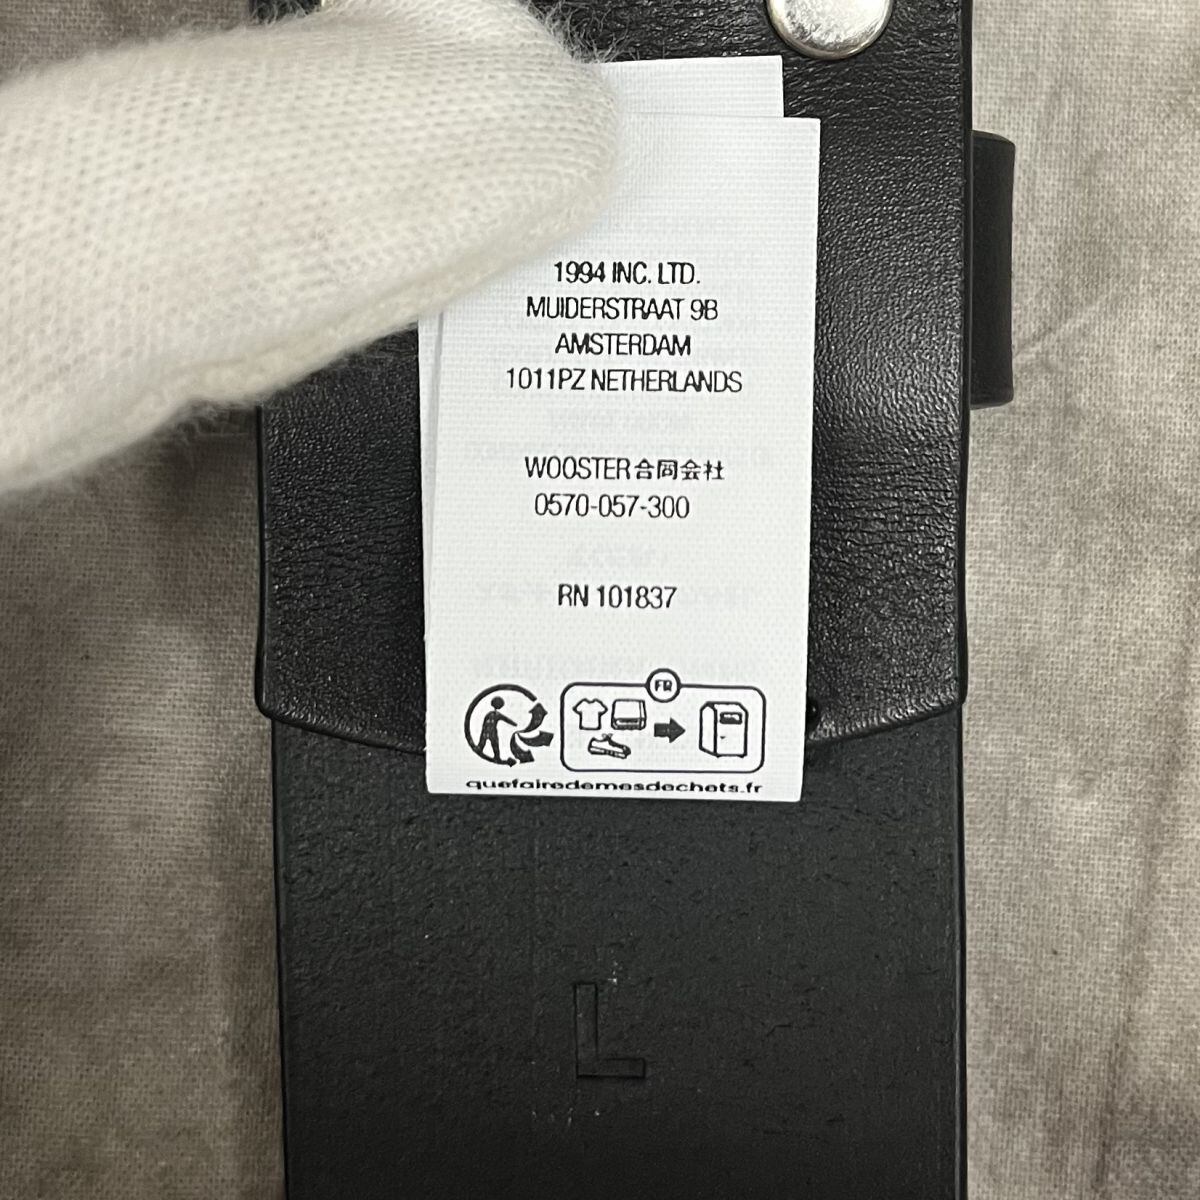 1994 INC. LTD.
MUIDERSTRAAT 9B
AMSTERDAM
1011PZ NETHERLANDS
WOOSTER合同会社
0570-057-300
RN 101837
FR
quefairedemesdechets.fr
L